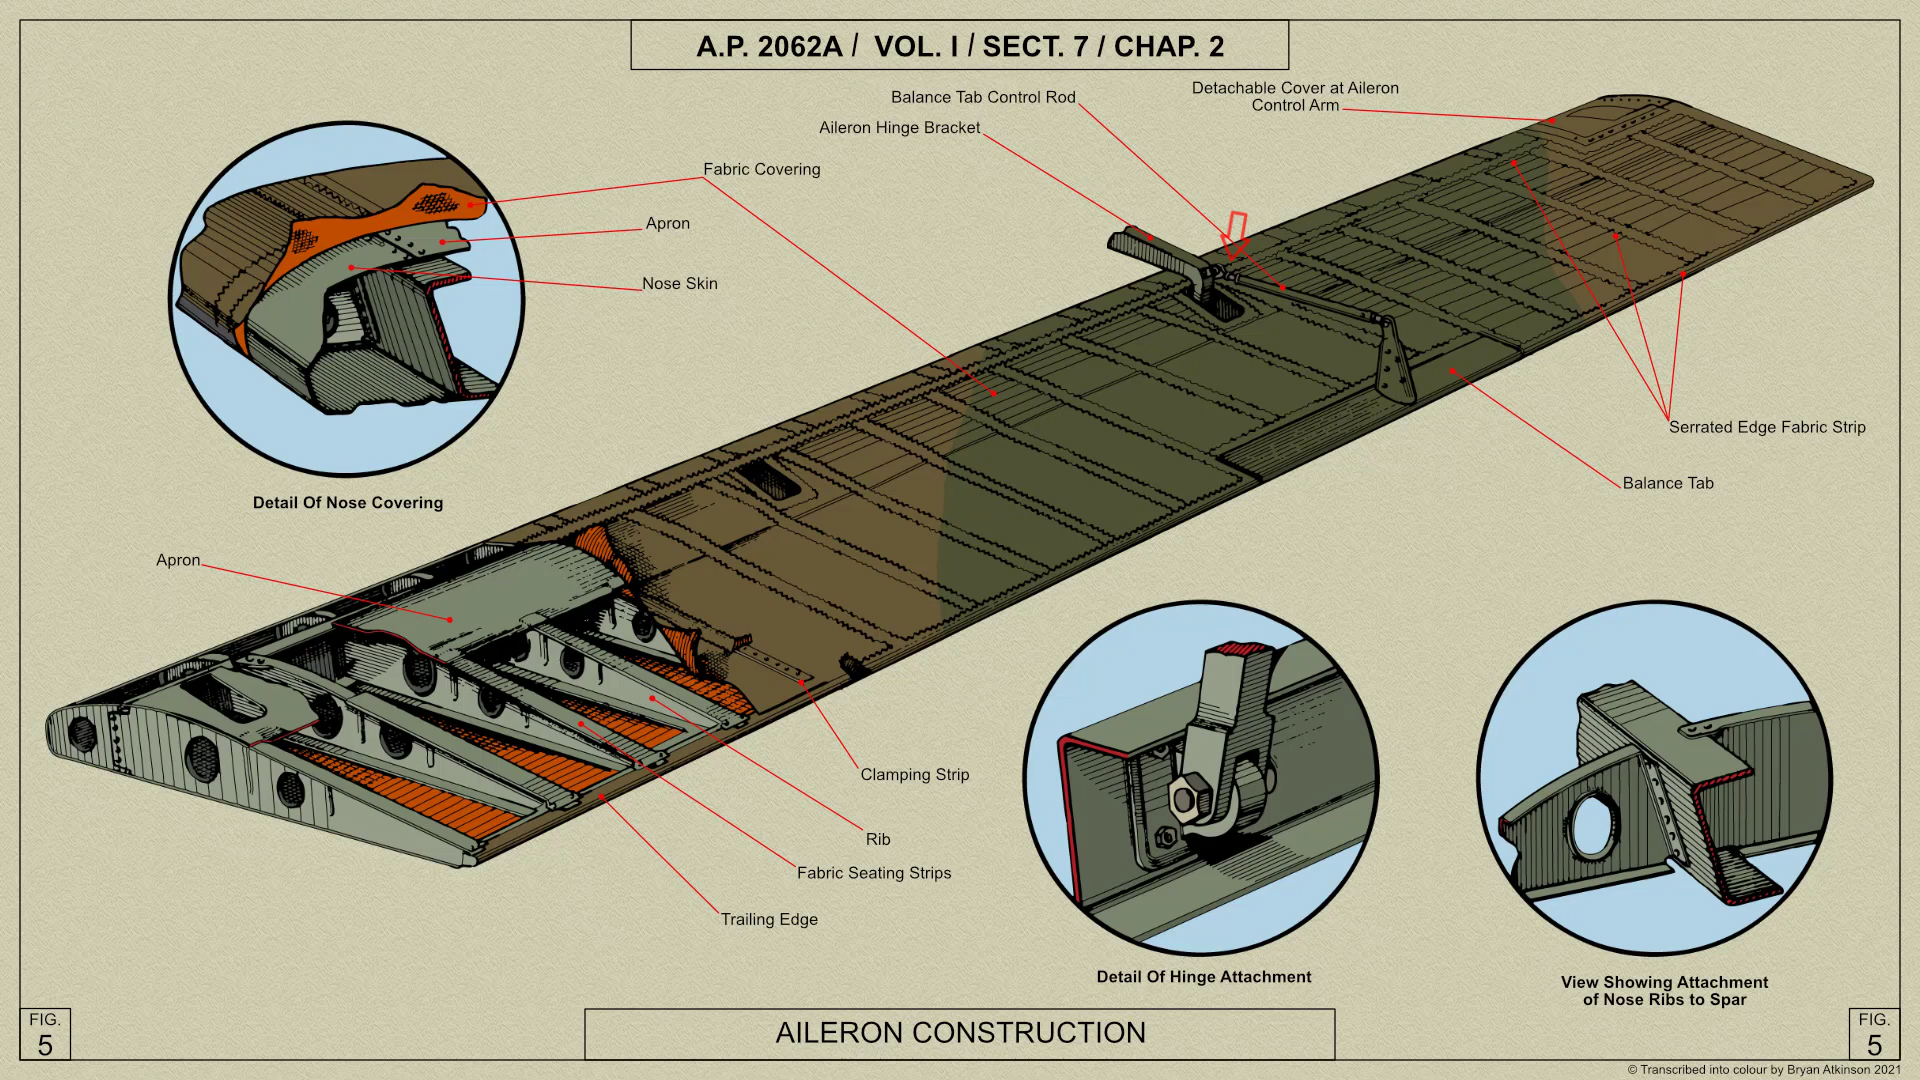 A.P. 2062A / VOL. I / SECT. 7 / CHAP. 2
Balance Tab Control Rod
Detachable Cover at Aileron
Control Arm
Aileron Hinge Bracket
Fabric Covering
Apron
Nose Skin
Serrated Edge Fabric Strip
Balance Tab
Detail Of Nose Covering
Apron
Clamping Strip
Rib
Fabric Seating Strips
Trailing Edge
Detail Of Hinge Attachment
View Showing Attachment
of Nose Ribs to Spar
FIG.
5
AILERON CONSTRUCTION
FIG.
5
© Transcribed into colour by Bryan Atkinson 2021